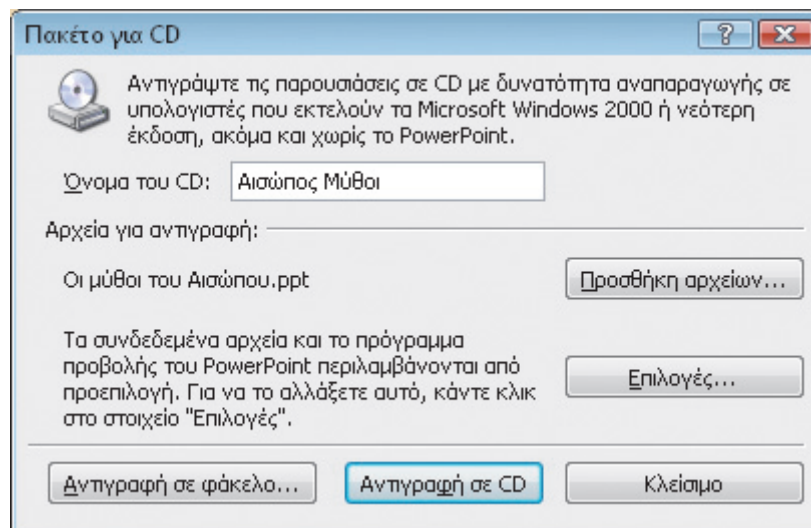 Πακέτο για CD
Αντιγράψτε τις παρουσιάσεις σε CD με δυνατότητα αναπαραγωγής σε
υπολογιστές που εκτελούν τα Microsoft Windows 2000 ή νεότερη
έκδοση, ακόμα και χωρίς το PowerPoint.
Όνομα του CD: Αισώπος Μύθοι
Αρχεία για αντιγραφή:
Οι μύθοι του Αισώπου.ppt
Προσθήκη αρχείων...
Τα συνδεδεμένα αρχεία και το πρόγραμμα
προβολής του PowerPoint περιλαμβάνονται από
προεπιλογή. Για να το αλλάξετε αυτό, κάντε κλικ
στο στοιχείο "Επιλογές".
Επιλογές...
Αντιγραφή σε φάκελο... Αντιγραφή σε CD Κλείσιμο